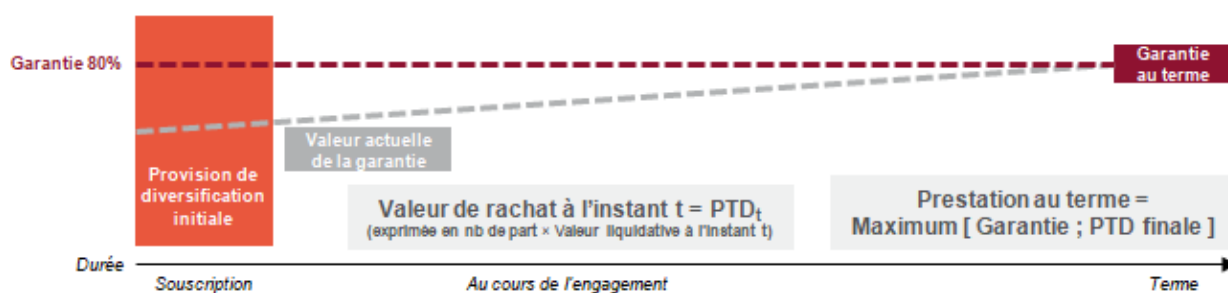 Garantie 80%
Garantie
au terme
Valeur actuelle
de la garantie
Provision de
diversification
initiale
Valeur de rachat à l'instant t = PTDt
(exprimée en nb de part × Valeur liquidative à l'instant t)
Prestation au terme =
Maximum [ Garantie ; PTD finale ]
Durée
Souscription
Au cours de l'engagement
Terme